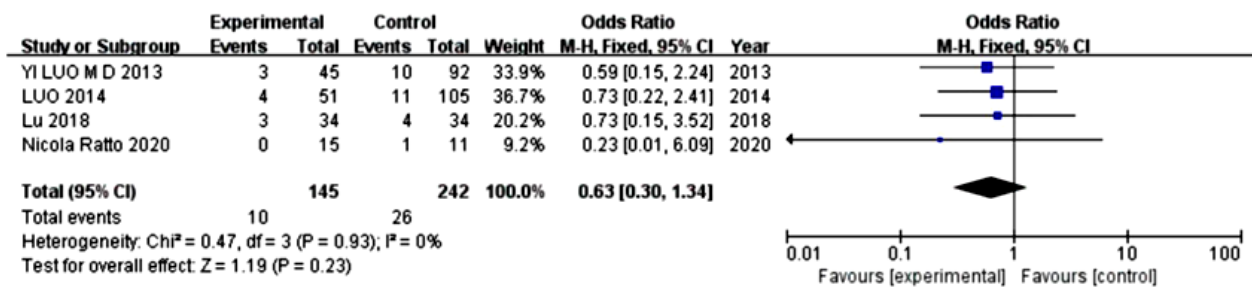 Experimental Control Odds Ratio Odds Ratio
Study or Subgroup Events Total Events Total Weight M-H, Fixed, 95% CI Year M-H, Fixed, 95% CI
YI LUO M D 2013 3 45 10 92 33.9% 0.59 [0.15, 2.24] 2013
LUO 2014 4 51 11 105 36.7% 0.73 [0.22, 2.41] 2014
Lu 2018 3 34 4 34 20.2% 0.73 [0.15, 3.52] 2018
Nicola Ratto 2020 0 15 1 11 9.2% 0.23 [0.01, 6.09] 2020
Total (95% CI) 145 242 100.0% 0.63 [0.30, 1.34]
Total events 10 26
Heterogeneity: Chi² = 0.47, df = 3 (P = 0.93); I² = 0%
Test for overall effect: Z = 1.19 (P = 0.23)
0.01 0.1 1 10 100
Favours [experimental] Favours [control]